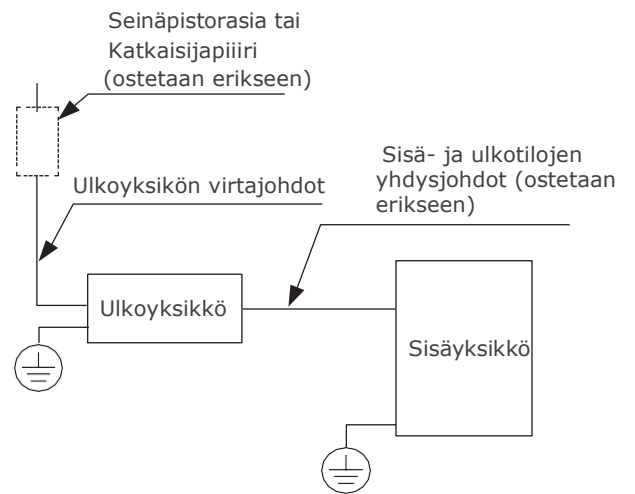 Seinäpistorasia tai
Katkaisijapiiiri
(ostetaan erikseen)
Sisä- ja ulkotilojen
yhdysjohdot (ostetaan
erikseen)
Ulkoyksikön virtajohdot
Ulkoyksikkö
Sisäyksikkö